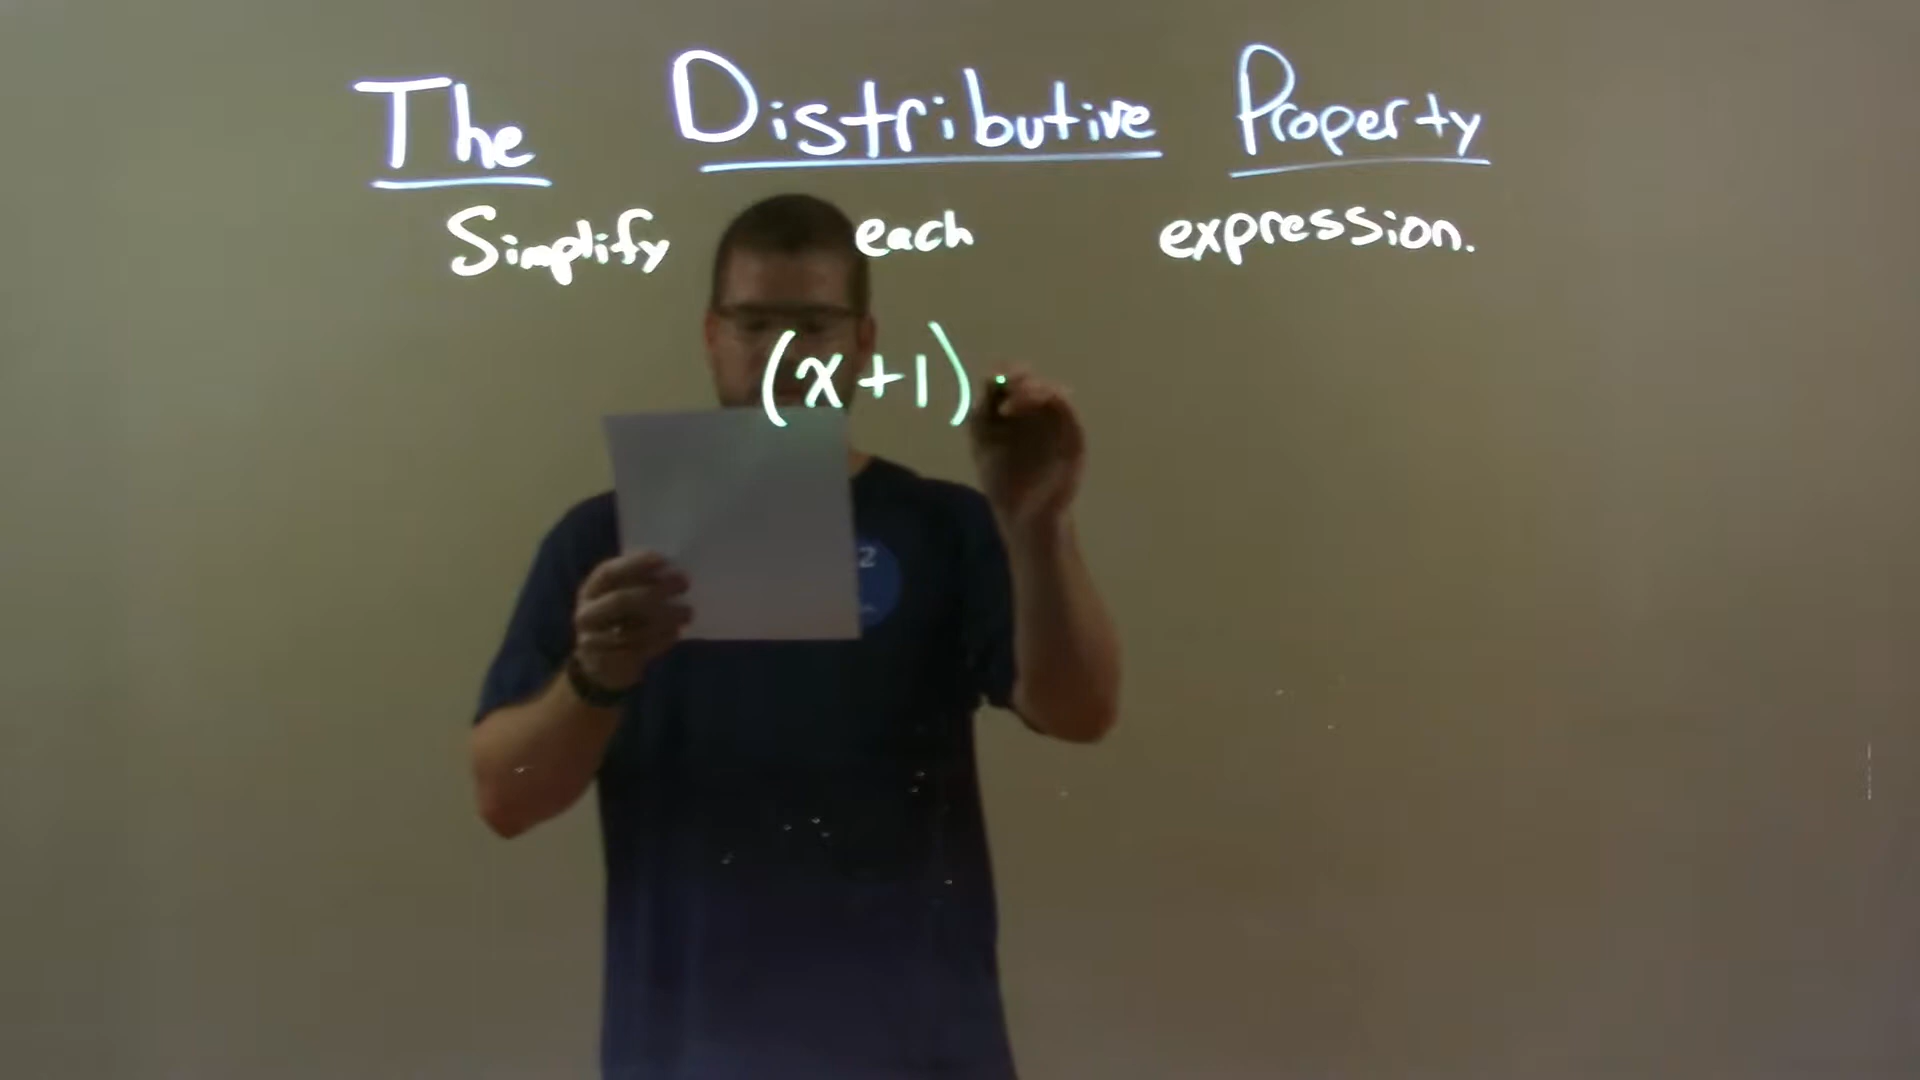 The Distributive Property
Simplify each expression.
(x+1) ·